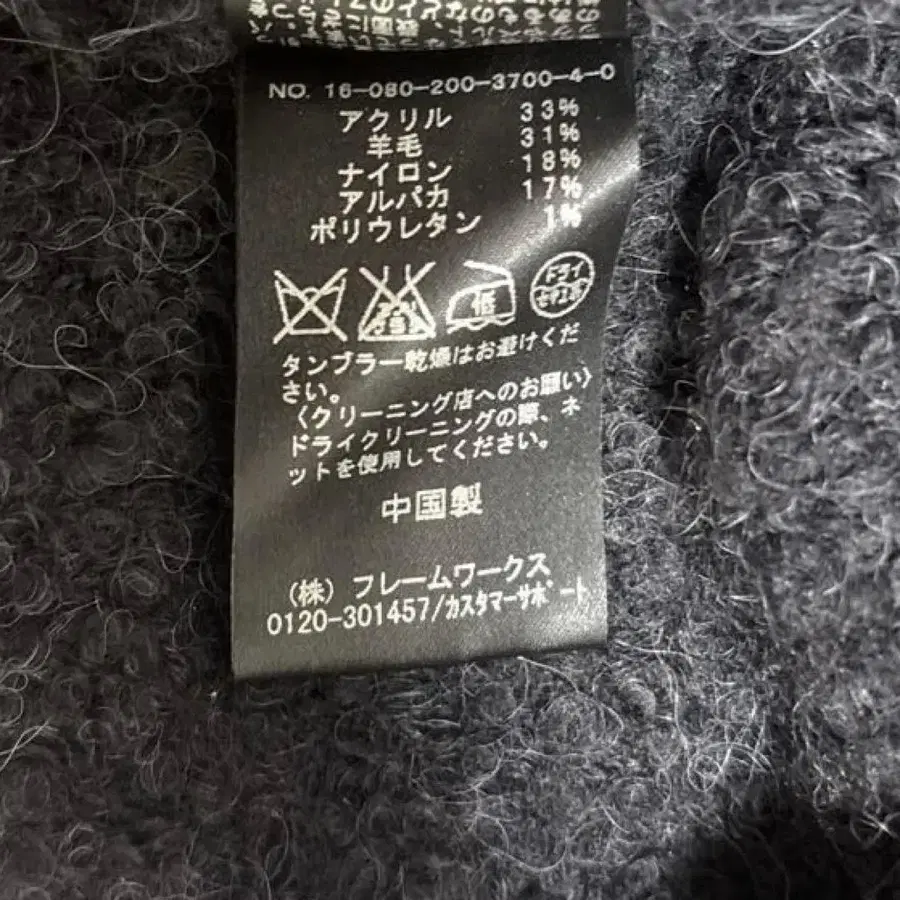 NO. 16-080-200-3700-4-0
アクリル 33%
羊毛 31%
ナイロン 18%
アルパカ 17%
ポリウレタン 1%
低 ドライ
セキユ系
タンブラー乾燥はお避けくだ
さい。
〈クリーニング店へのお願い〉
ドライクリーニングの際、ネ
ットを使用してください。
中国製
(株) フレームワークス
0120-301457/カスタマーサポート